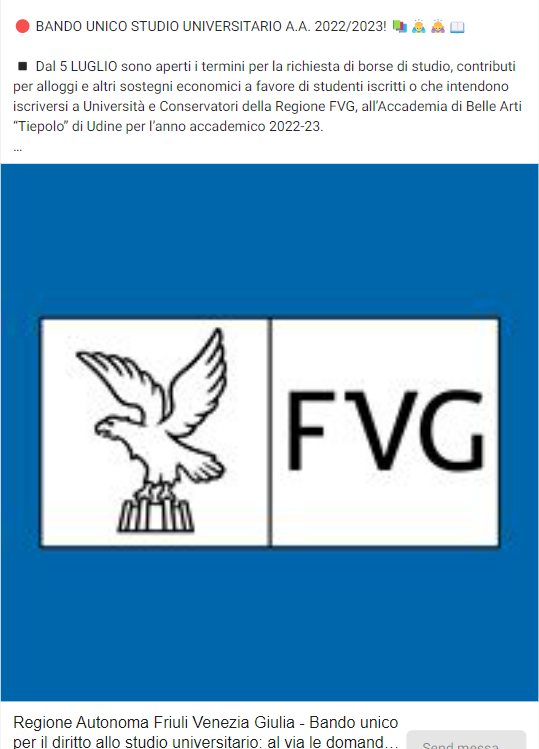 🔴 BANDO UNICO STUDIO UNIVERSITARIO A.A. 2022/2023! 📚🙇‍♂️🙇‍♀️📖
◾ Dal 5 LUGLIO sono aperti i termini per la richiesta di borse di studio, contributi
per alloggi e altri sostegni economici a favore di studenti iscritti o che intendono
iscriversi a Università e Conservatori della Regione FVG, all'Accademia di Belle Arti
“Tiepolo” di Udine per l'anno accademico 2022-23.
...
FVG
Regione Autonoma Friuli Venezia Giulia - Bando unico
per il diritto allo studio universitario: al via le domand...
Send messa